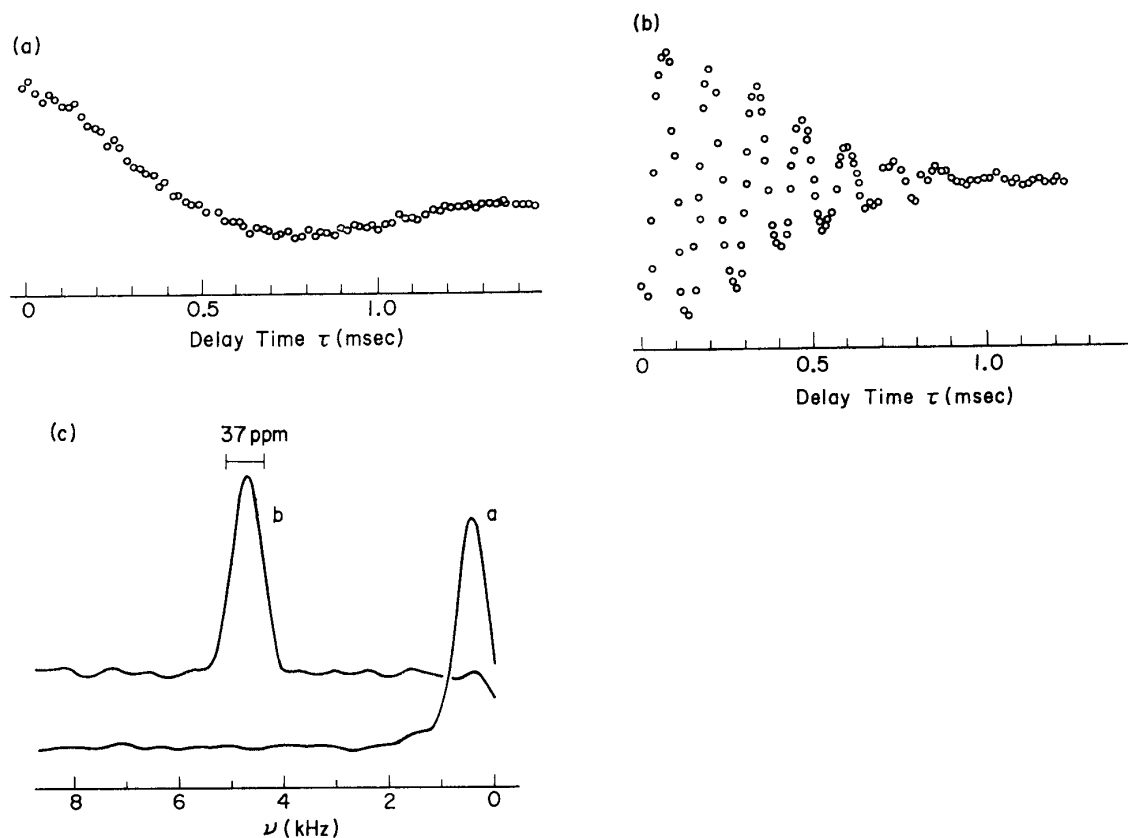 (a)
0 0.5 1.0
Delay Time τ (msec)
(b)
0 0.5 1.0
Delay Time τ (msec)
(c)
37 ppm
b
a
8 6 4 2 0
ν (kHz)